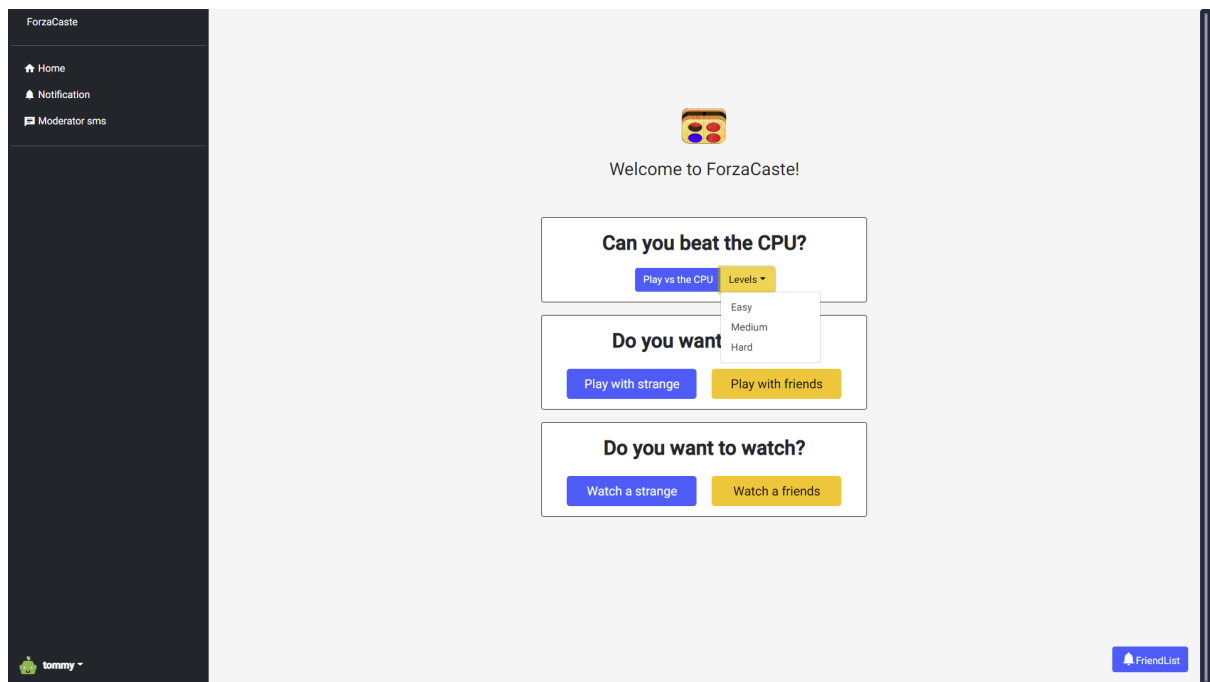 ForzaCaste
Home
Notification
Moderator sms
Welcome to ForzaCaste!
Can you beat the CPU?
Play vs the CPU Levels
Easy
Medium
Hard
Do you want
Play with strange Play with friends
Do you want to watch?
Watch a strange Watch a friends
tommy
FriendList